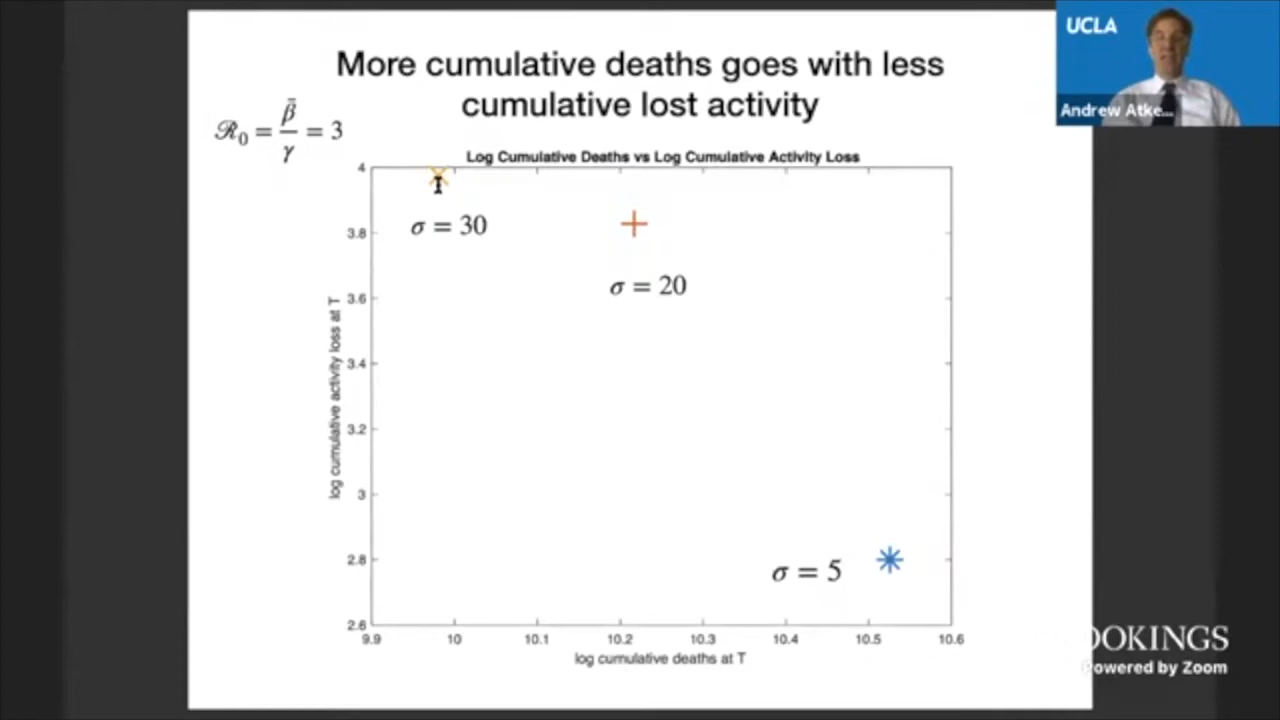 More cumulative deaths goes with less
cumulative lost activity
ℛ₀ = β̄/γ = 3
UCLA
Andrew Atke...
Log Cumulative Deaths vs Log Cumulative Activity Loss
4
3.8
3.6
3.4
3.2
3
2.8
2.6
log cumulative activity loss at T
σ = 30
σ = 20
σ = 5
9.9 10 10.1 10.2 10.3 10.4 10.5 10.6
log cumulative deaths at T
OOKINGS
Powered by Zoom